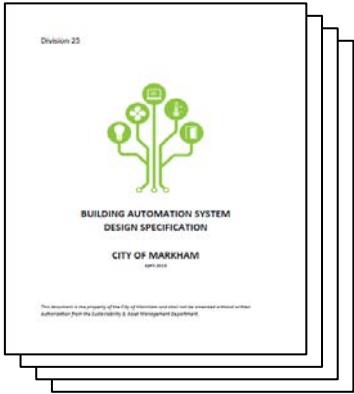 Division 25
BUILDING AUTOMATION SYSTEM
DESIGN SPECIFICATION
CITY OF MARKHAM
This document is the property of the City of Markham and shall not be amended without written
authorization from the Sustainability & Asset Management Department.